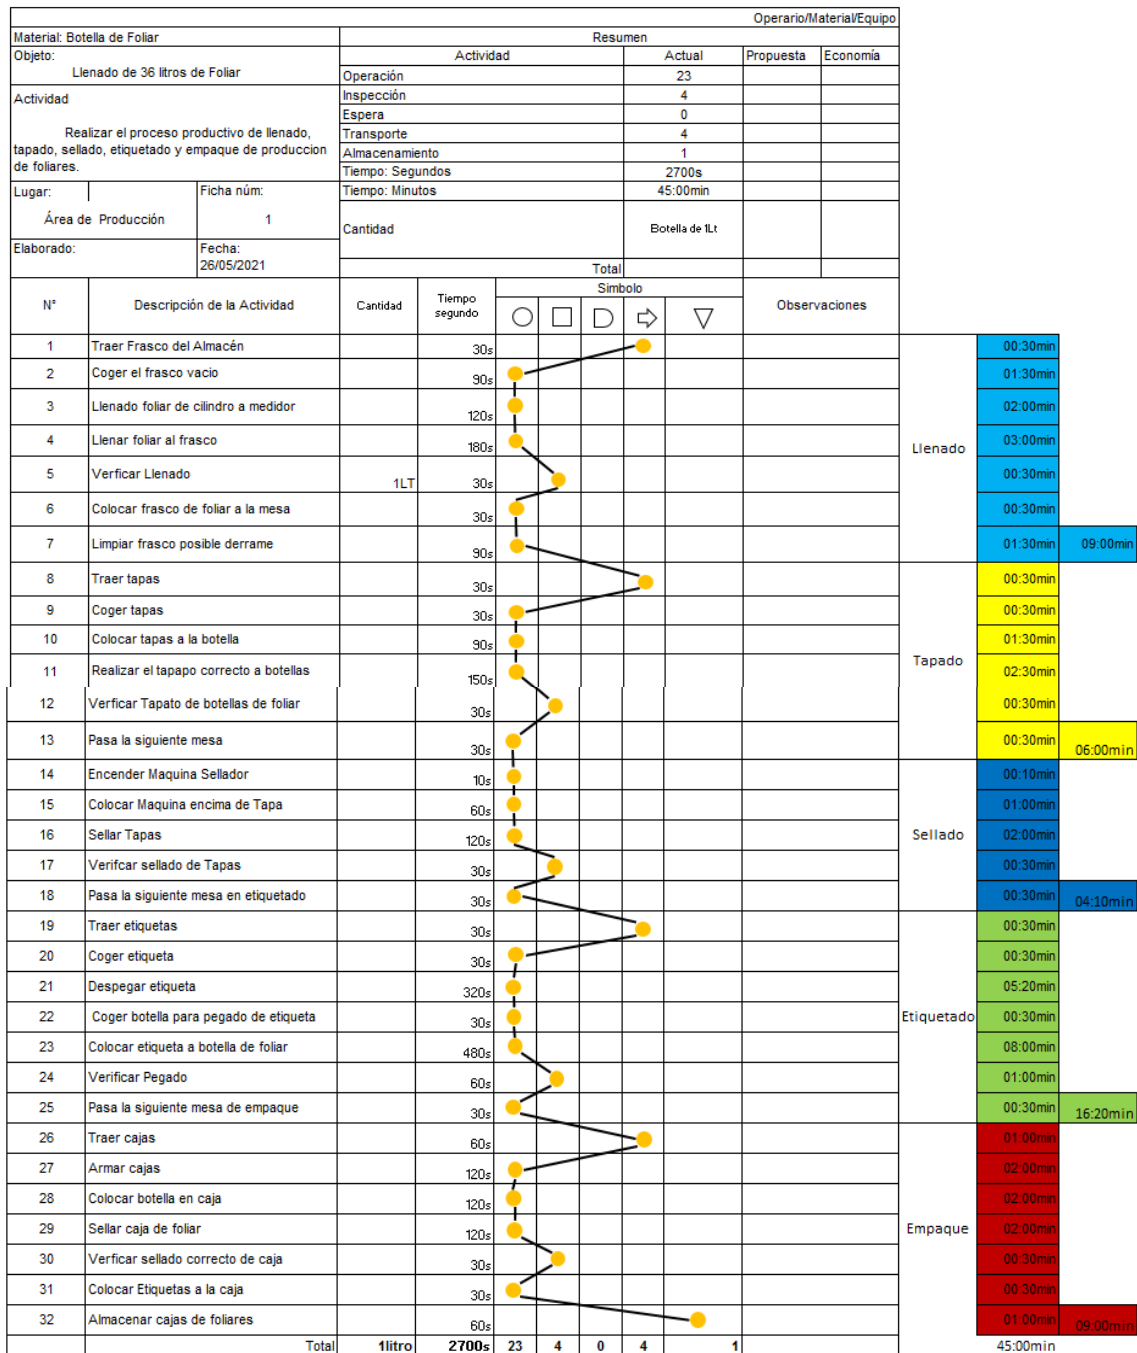 Operario/Material/Equipo
Material: Botella de Foliar Resumen
Objeto: Actividad Actual Propuesta Economía
Llenado de 36 litros de Foliar
Operación 23
Inspección 4
Espera 0
Transporte 4
Almacenamiento 1
Tiempo: Segundos 2700s
Tiempo: Minutos 45:00min
Cantidad Botella de 1Lt
Total
Actividad
Realizar el proceso productivo de llenado,
tapado, sellado, etiquetado y empaque de produccion
de foliares.
Lugar: Ficha núm:
Área de Producción 1
Elaborado: Fecha:
26/05/2021
N° Descripción de la Actividad Cantidad Tiempo segundo Simbolo Observaciones
1 Traer Frasco del Almacén 30s 00:30min
2 Coger el frasco vacio 90s 01:30min
3 Llenado foliar de cilindro a medidor 120s 02:00min
4 Llenar foliar al frasco 180s Llenado 03:00min
5 Verficar Llenado 1LT 30s 00:30min
6 Colocar frasco de foliar a la mesa 30s 00:30min
7 Limpiar frasco posible derrame 90s 01:30min 09:00min
8 Traer tapas 30s 00:30min
9 Coger tapas 30s 00:30min
10 Colocar tapas a la botella 90s 01:30min
11 Realizar el tapapo correcto a botellas 150s Tapado 02:30min
12 Verficar Tapato de botellas de foliar 30s 00:30min
13 Pasa la siguiente mesa 30s 00:30min 06:00min
14 Encender Maquina Sellador 10s 00:10min
15 Colocar Maquina encima de Tapa 60s 01:00min
16 Sellar Tapas 120s Sellado 02:00min
17 Verifcar sellado de Tapas 30s 00:30min
18 Pasa la siguiente mesa en etiquetado 30s 00:30min 04:10min
19 Traer etiquetas 30s 00:30min
20 Coger etiqueta 30s 00:30min
21 Despegar etiqueta 320s 05:20min
22 Coger botella para pegado de etiqueta 30s Etiquetado 00:30min
23 Colocar etiqueta a botella de foliar 480s 08:00min
24 Verificar Pegado 60s 01:00min
25 Pasa la siguiente mesa de empaque 30s 00:30min 16:20min
26 Traer cajas 60s 01:00min
27 Armar cajas 120s 02:00min
28 Colocar botella en caja 120s 02:00min
29 Sellar caja de foliar 120s Empaque 02:00min
30 Verficar sellado correcto de caja 30s 00:30min
31 Colocar Etiquetas a la caja 30s 00:30min
32 Almacenar cajas de foliares 60s 01:00min 09:00min
Total 1litro 2700s 23 4 0 4 1 45:00min